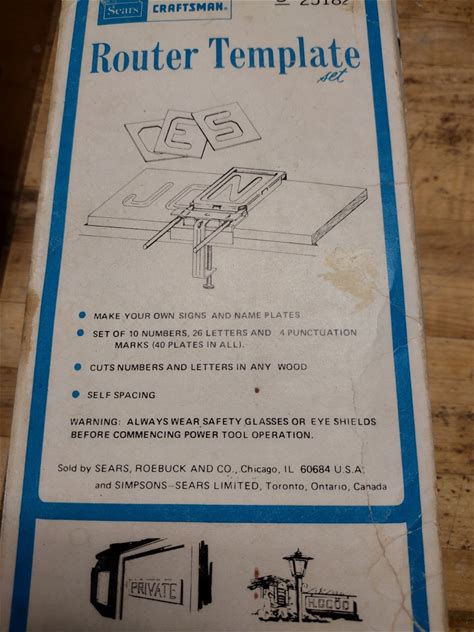 Sears CRAFTSMAN®
Router Template
set
MAKE YOUR OWN SIGNS AND NAME PLATES
SET OF 10 NUMBERS, 26 LETTERS AND 4 PUNCTUATION
MARKS (40 PLATES IN ALL).
CUTS NUMBERS AND LETTERS IN ANY WOOD
SELF SPACING
WARNING: ALWAYS WEAR SAFETY GLASSES OR EYE SHIELDS
BEFORE COMMENCING POWER TOOL OPERATION.
Sold by SEARS, ROEBUCK AND CO., Chicago, IL 60684 U.S.A.
and SIMPSONS—SEARS LIMITED, Toronto, Ontario, Canada
PRIVATE